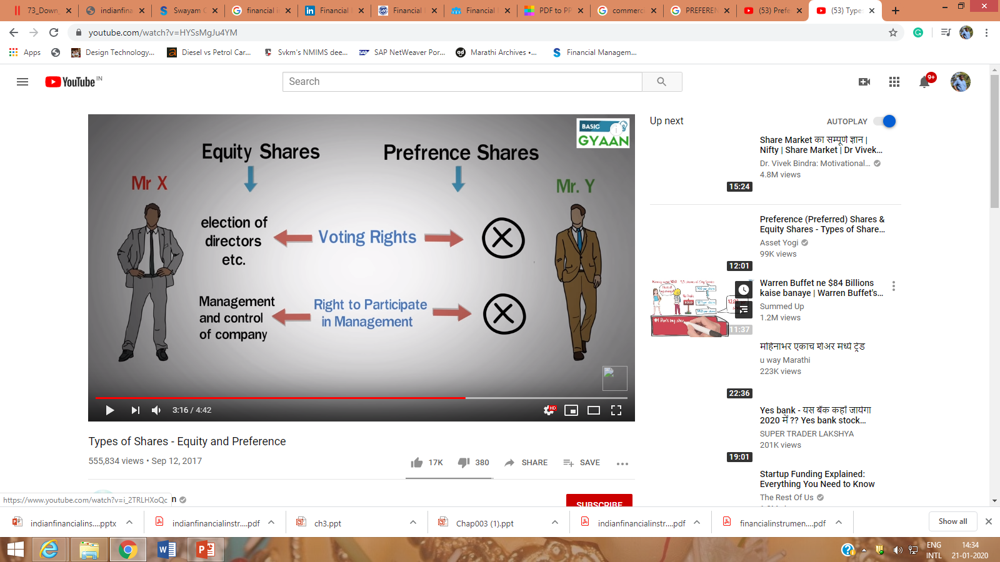 73_Down_
indianfina
Swayam C
financial in
Financial
Financial
Financial
PDF to PP
commerc
PREFEREN
(53) Prefe
(53) Type
youtube.com/watch?v=HYSsMgJu4YM
Apps
Design Technology...
Diesel vs Petrol Car...
Svkm's NMIMS dee...
SAP NetWeaver Por...
Marathi Archives •...
Financial Managem...
YouTube IN
Search
9+
BASIC
GYAAN
Equity Shares
Prefrence Shares
Mr X
Mr. Y
election of
directors
etc.
Voting Rights
Management
and control
of company
Right to Participate
in Management
3:16 / 4:42
HD
Types of Shares - Equity and Preference
555,834 views • Sep 12, 2017
17K
380
SHARE
SAVE
SUBSCRIBE
Up next
AUTOPLAY
Share Market का सम्पूर्ण ज्ञान |
Nifty | Share Market | Dr Vivek...
Dr. Vivek Bindra: Motivational...
4.8M views
15:24
Preference (Preferred) Shares &
Equity Shares - Types of Share...
Asset Yogi
99K views
12:01
Warren Buffet ne $84 Billions
kaise banaye | Warren Buffet's...
Summed Up
1.2M views
11:37
महिनाभर एकाच शेअर मध्ये ट्रेड
u way Marathi
223K views
22:36
Yes bank - यस बैंक कहाँ जायेगा
2020 में ?? Yes bank stock...
SUPER TRADER LAKSHYA
201K views
19:01
Startup Funding Explained:
Everything You Need to Know
The Rest Of Us
https://www.youtube.com/watch?v=i_2TRLHXoQc
n
indianfinancialins....pptx
indianfinancialinstr....pdf
ch3.ppt
Chap003 (1).ppt
indianfinancialinstr....pdf
financialinstrumen....pdf
Show all
ENG
INTL
14:34
21-01-2020